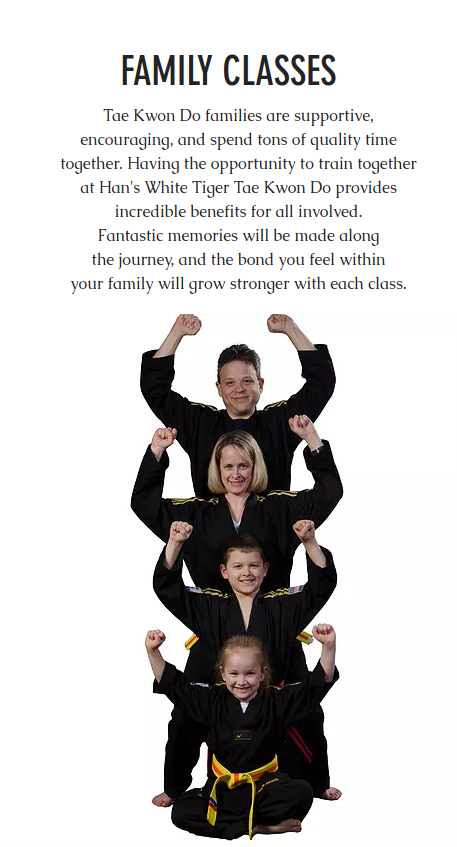 FAMILY CLASSES
Tae Kwon Do families are supportive,
encouraging, and spend tons of quality time
together. Having the opportunity to train together
at Han's White Tiger Tae Kwon Do provides
incredible benefits for all involved.
Fantastic memories will be made along
the journey, and the bond you feel within
your family will grow stronger with each class.